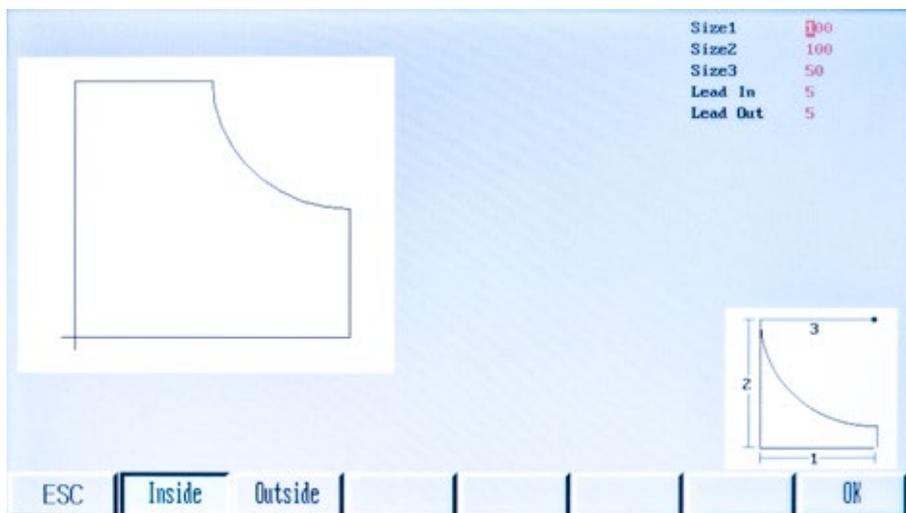 Size1 100
Size2 100
Size3 50
Lead In 5
Lead Out 5
3
2
1
ESC Inside Outside OK